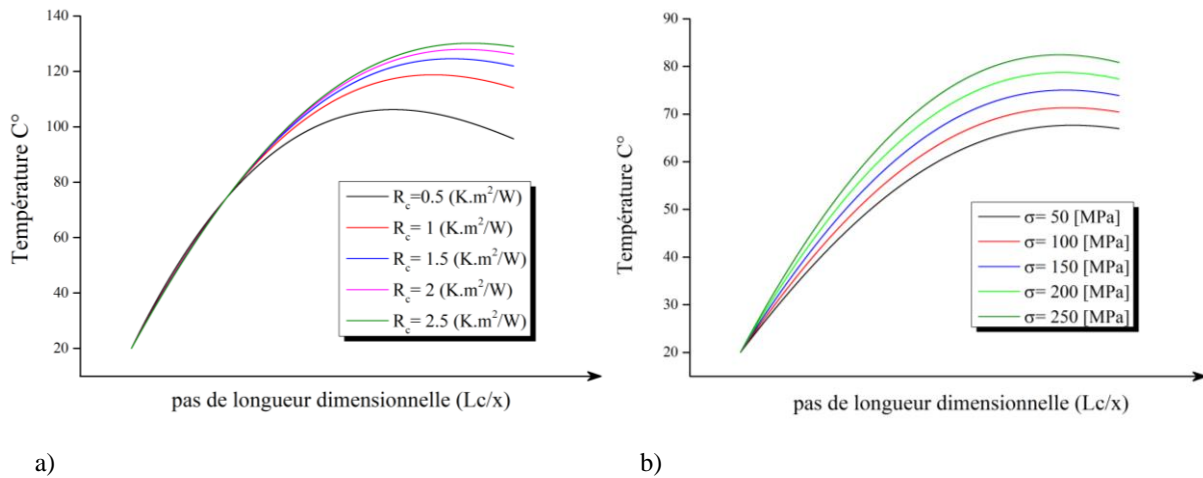 140
120
100
80
60
40
20
Température C°
R_c=0.5 (K.m²/W)
R_c= 1 (K.m²/W)
R_c= 1.5 (K.m²/W)
R_c= 2 (K.m²/W)
R_c= 2.5 (K.m²/W)
pas de longueur dimensionnelle (Lc/x)
a)
90
80
70
60
50
40
30
20
Température C°
σ= 50 [MPa]
σ= 100 [MPa]
σ= 150 [MPa]
σ= 200 [MPa]
σ= 250 [MPa]
pas de longueur dimensionnelle (Lc/x)
b)